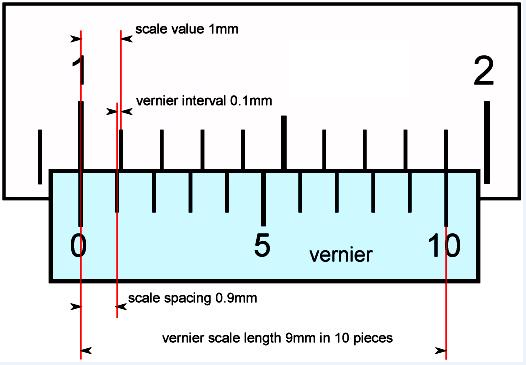 scale value 1mm
1
2
vernier interval 0.1mm
0
5
vernier
10
scale spacing 0.9mm
vernier scale length 9mm in 10 pieces